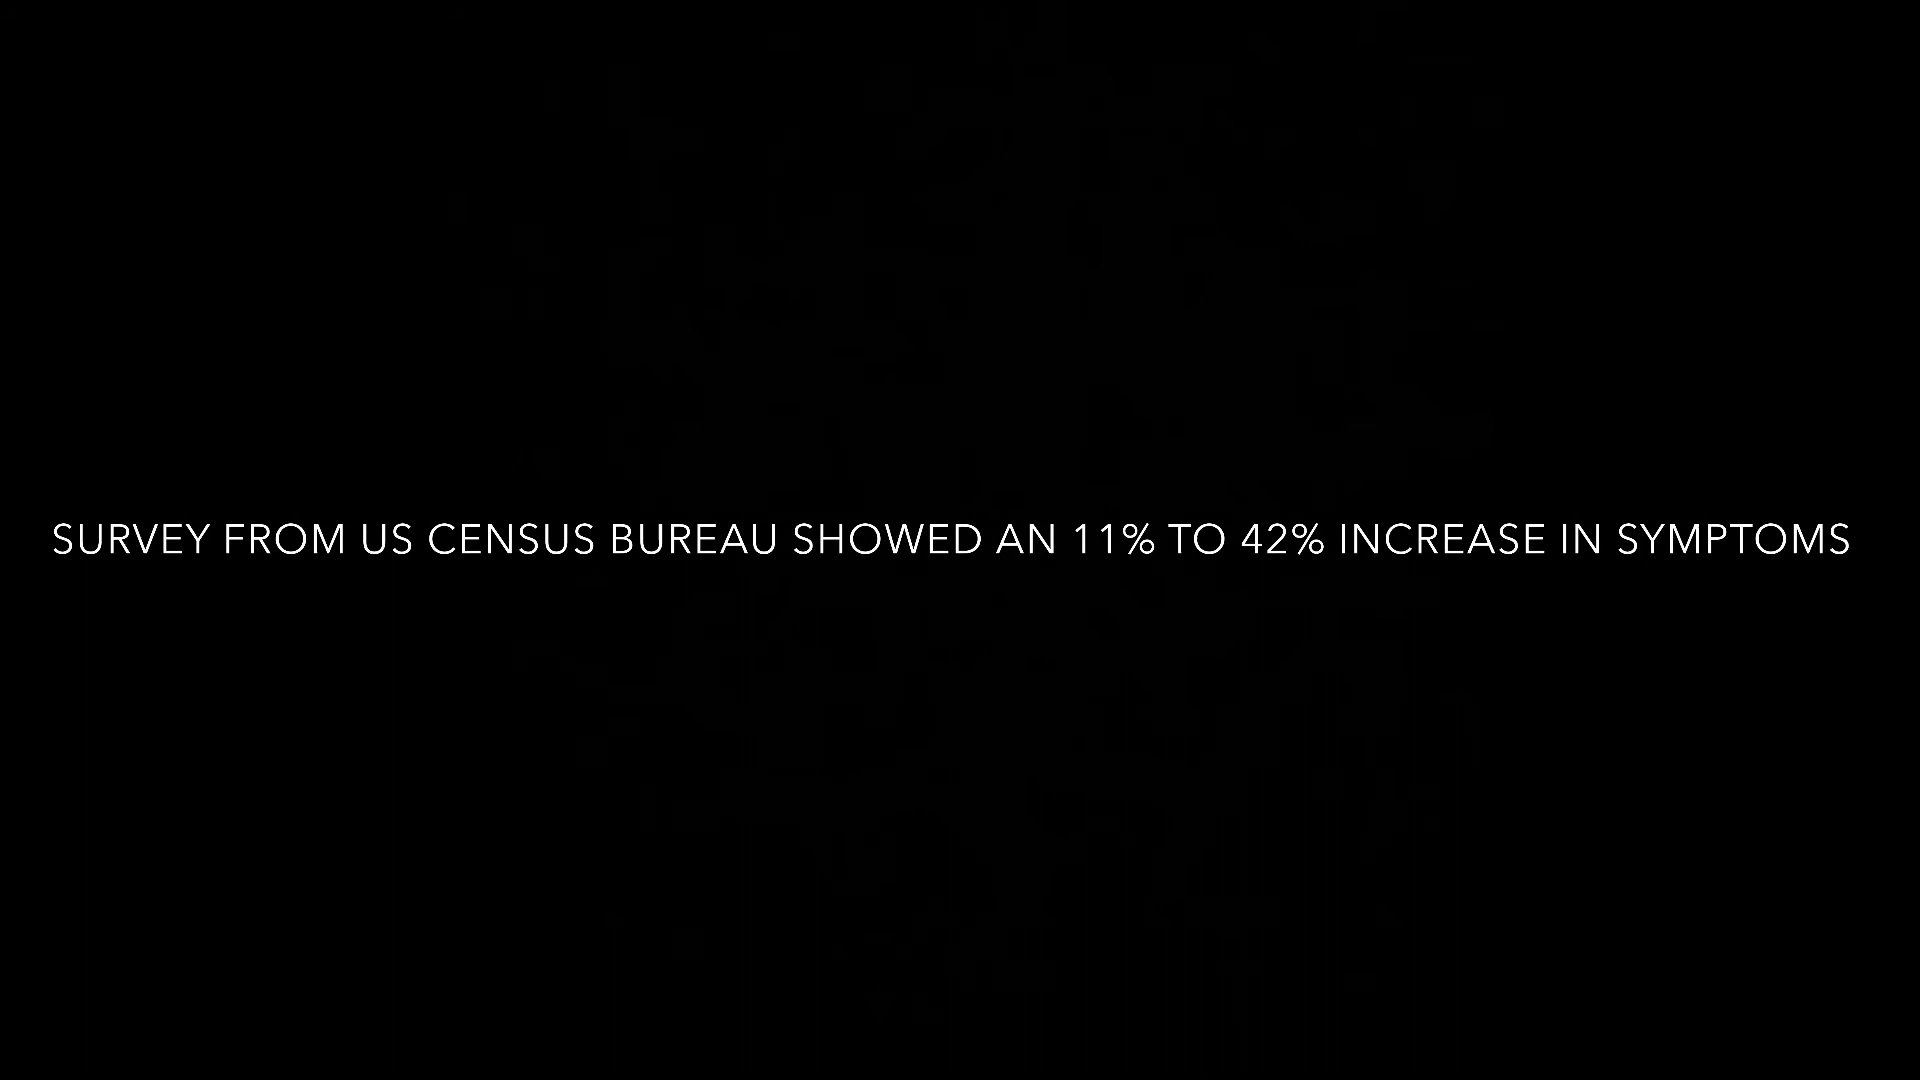 SURVEY FROM US CENSUS BUREAU SHOWED AN 11% TO 42% INCREASE IN SYMPTOMS